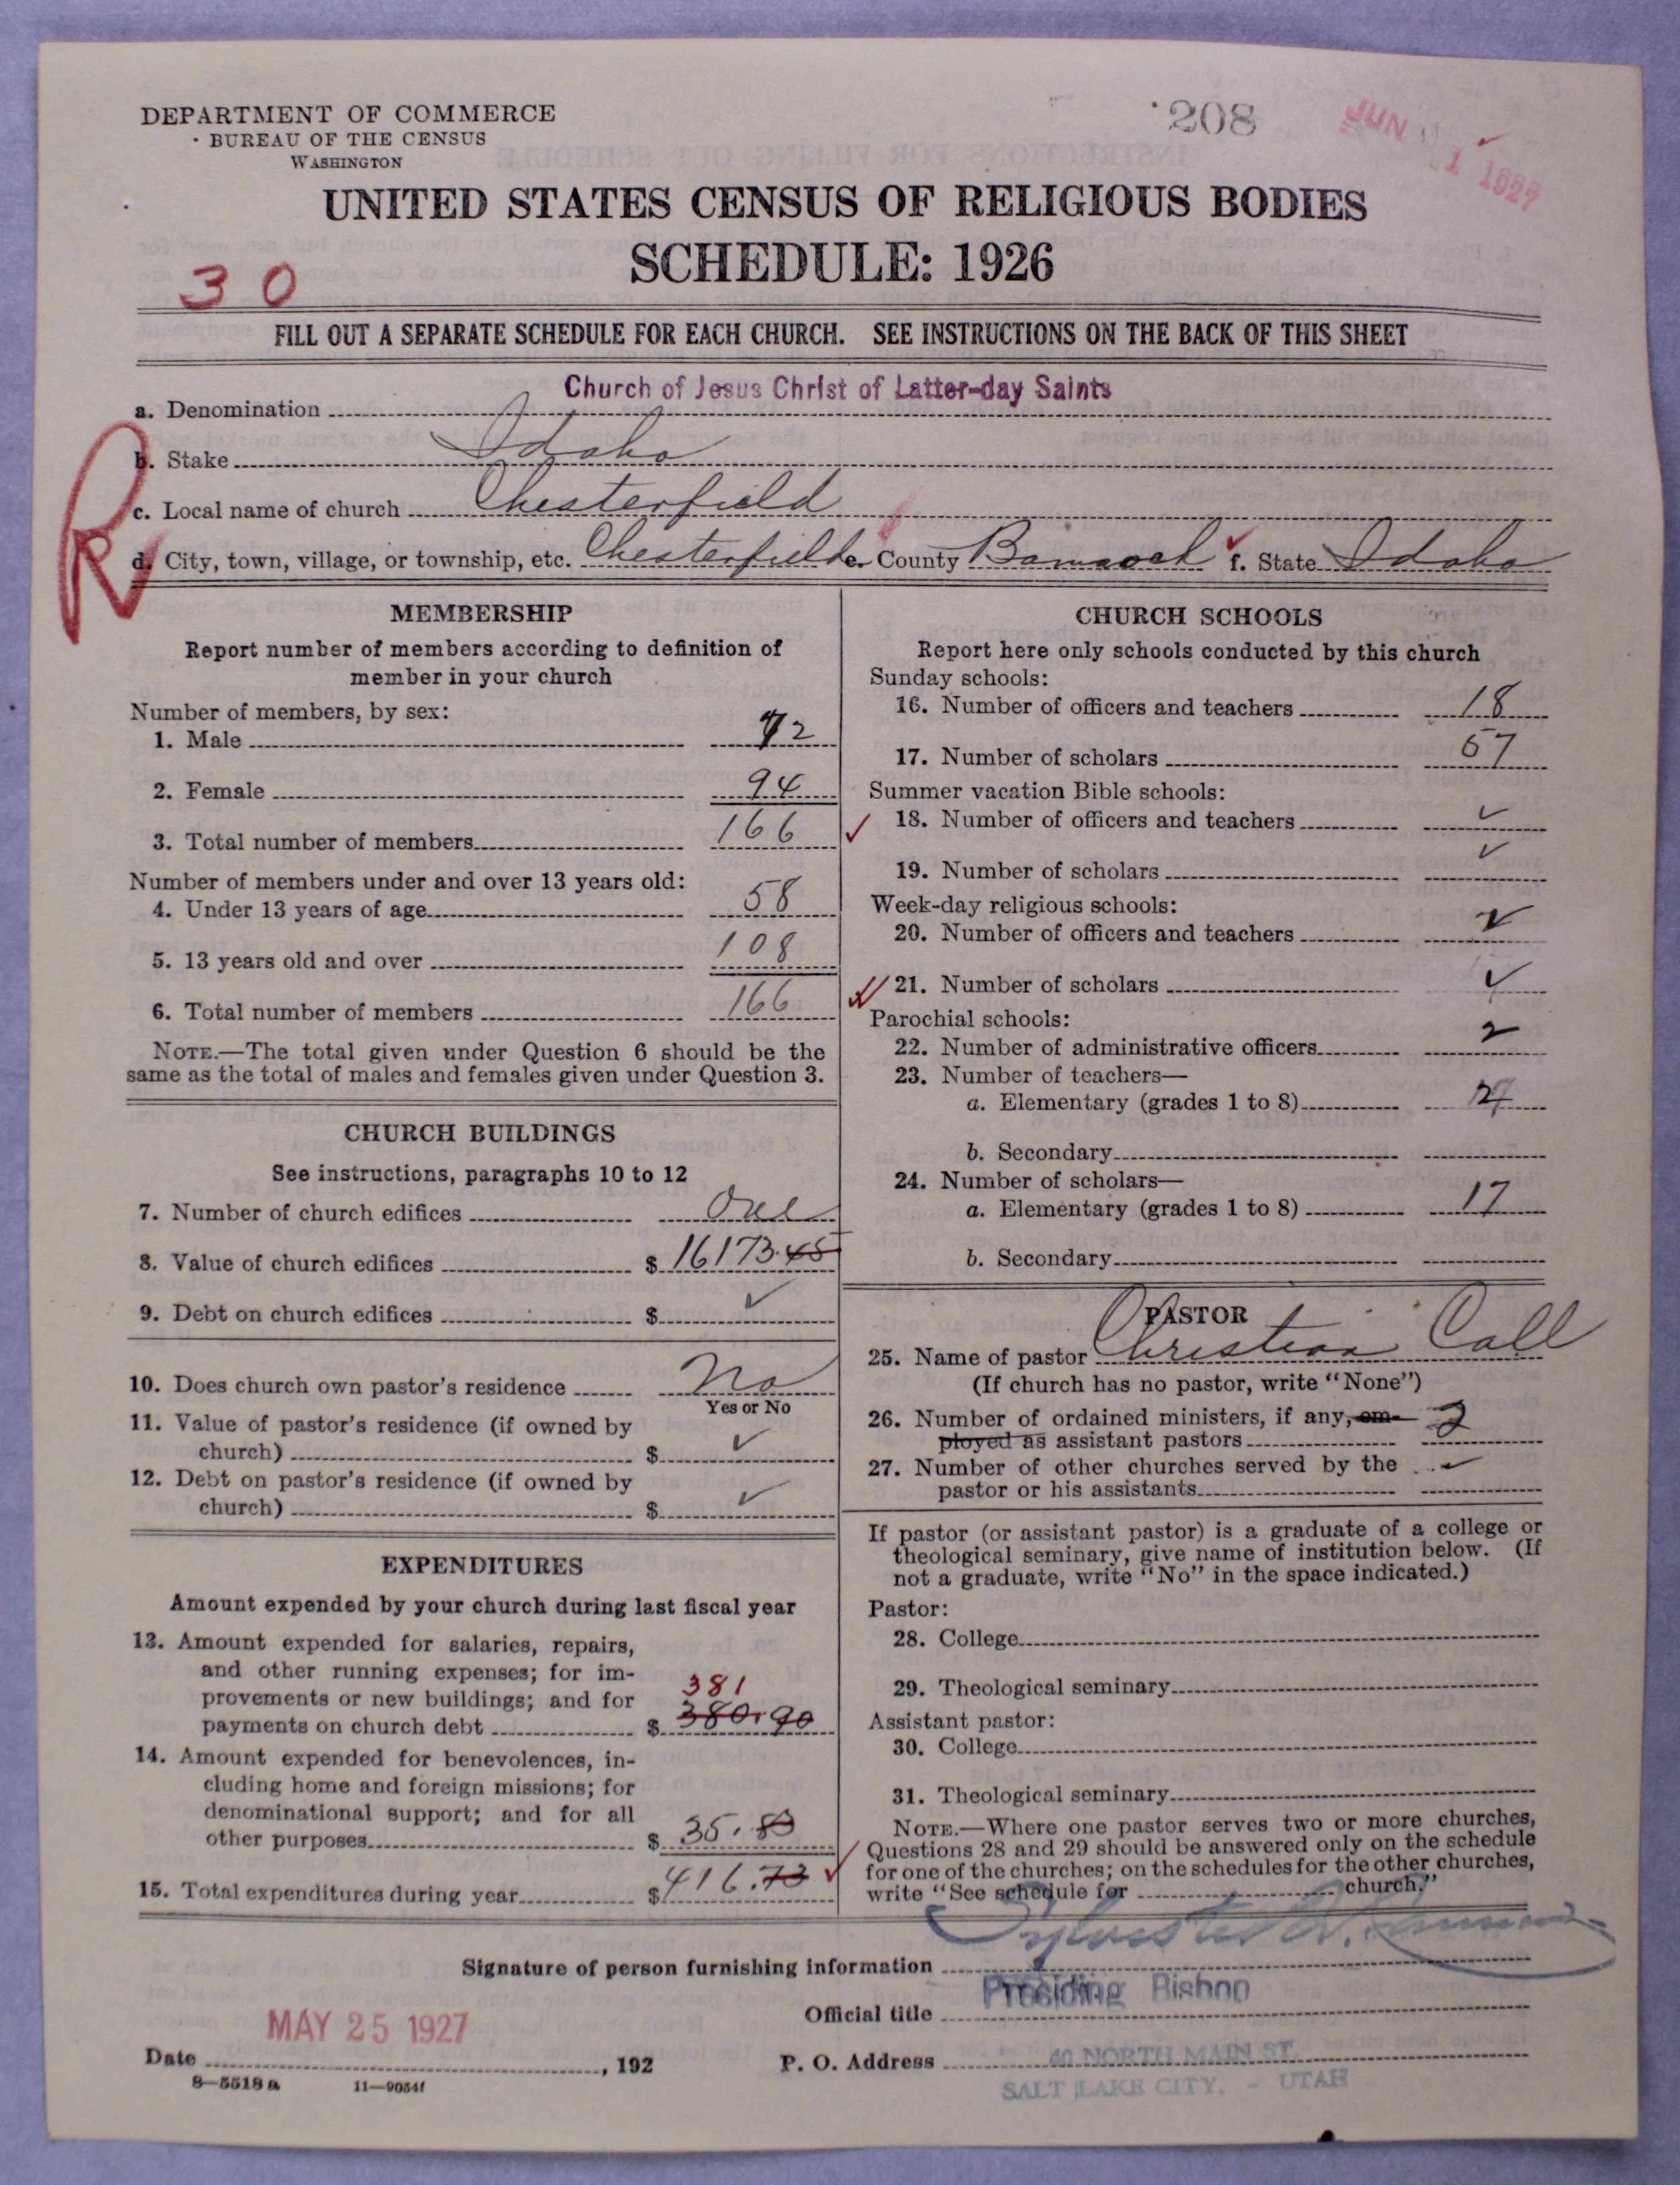 DEPARTMENT OF COMMERCE
BUREAU OF THE CENSUS
WASHINGTON
208
JUN 1 1927
UNITED STATES CENSUS OF RELIGIOUS BODIES
SCHEDULE: 1926
30
FILL OUT A SEPARATE SCHEDULE FOR EACH CHURCH. SEE INSTRUCTIONS ON THE BACK OF THIS SHEET
a. Denomination Church of Jesus Christ of Latter-day Saints
R
b. Stake Idaho
c. Local name of church Chesterfield
d. City, town, village, or township, etc. Chesterfield e. County Bannock f. State Idaho
MEMBERSHIP
Report number of members according to definition of
member in your church
Number of members, by sex:
1. Male 72
2. Female 94
3. Total number of members 166
Number of members under and over 13 years old:
4. Under 13 years of age 58
5. 13 years old and over 108
6. Total number of members 166
NOTE.—The total given under Question 6 should be the
same as the total of males and females given under Question 3.
CHURCH BUILDINGS
See instructions, paragraphs 10 to 12
7. Number of church edifices One
8. Value of church edifices $ 16173.45
9. Debt on church edifices $ ✓
10. Does church own pastor's residence No
Yes or No
11. Value of pastor's residence (if owned by
church) $ ✓
12. Debt on pastor's residence (if owned by
church) $ ✓
EXPENDITURES
Amount expended by your church during last fiscal year
13. Amount expended for salaries, repairs,
and other running expenses; for im-
provements or new buildings; and for 381
payments on church debt $ 380.90
14. Amount expended for benevolences, in-
cluding home and foreign missions; for
denominational support; and for all
other purposes $ 35.83
15. Total expenditures during year $ 416.73
CHURCH SCHOOLS
Report here only schools conducted by this church
Sunday schools:
16. Number of officers and teachers 18
17. Number of scholars 57
Summer vacation Bible schools:
18. Number of officers and teachers ✓
19. Number of scholars ✓
Week-day religious schools:
20. Number of officers and teachers ✓
21. Number of scholars ✓
Parochial schools:
22. Number of administrative officers 2
23. Number of teachers—
a. Elementary (grades 1 to 8)
b. Secondary
24. Number of scholars—
a. Elementary (grades 1 to 8) 17
b. Secondary
PASTOR
25. Name of pastor Christian Call
(If church has no pastor, write "None")
26. Number of ordained ministers, if any, em- 2
ployed as assistant pastors
27. Number of other churches served by the ✓
pastor or his assistants
If pastor (or assistant pastor) is a graduate of a college or
theological seminary, give name of institution below. (If
not a graduate, write "No" in the space indicated.)
Pastor:
28. College
29. Theological seminary
Assistant pastor:
30. College
31. Theological seminary
NOTE.—Where one pastor serves two or more churches,
Questions 28 and 29 should be answered only on the schedule
for one of the churches; on the schedules for the other churches,
write "See schedule for church."
Signature of person furnishing information Sylvester Q. Cannon
Official title Presiding Bishop
MAY 25 1927
Date , 192
P. O. Address 40 NORTH MAIN ST.
SALT LAKE CITY, - UTAH
8—5518a 11—9054f